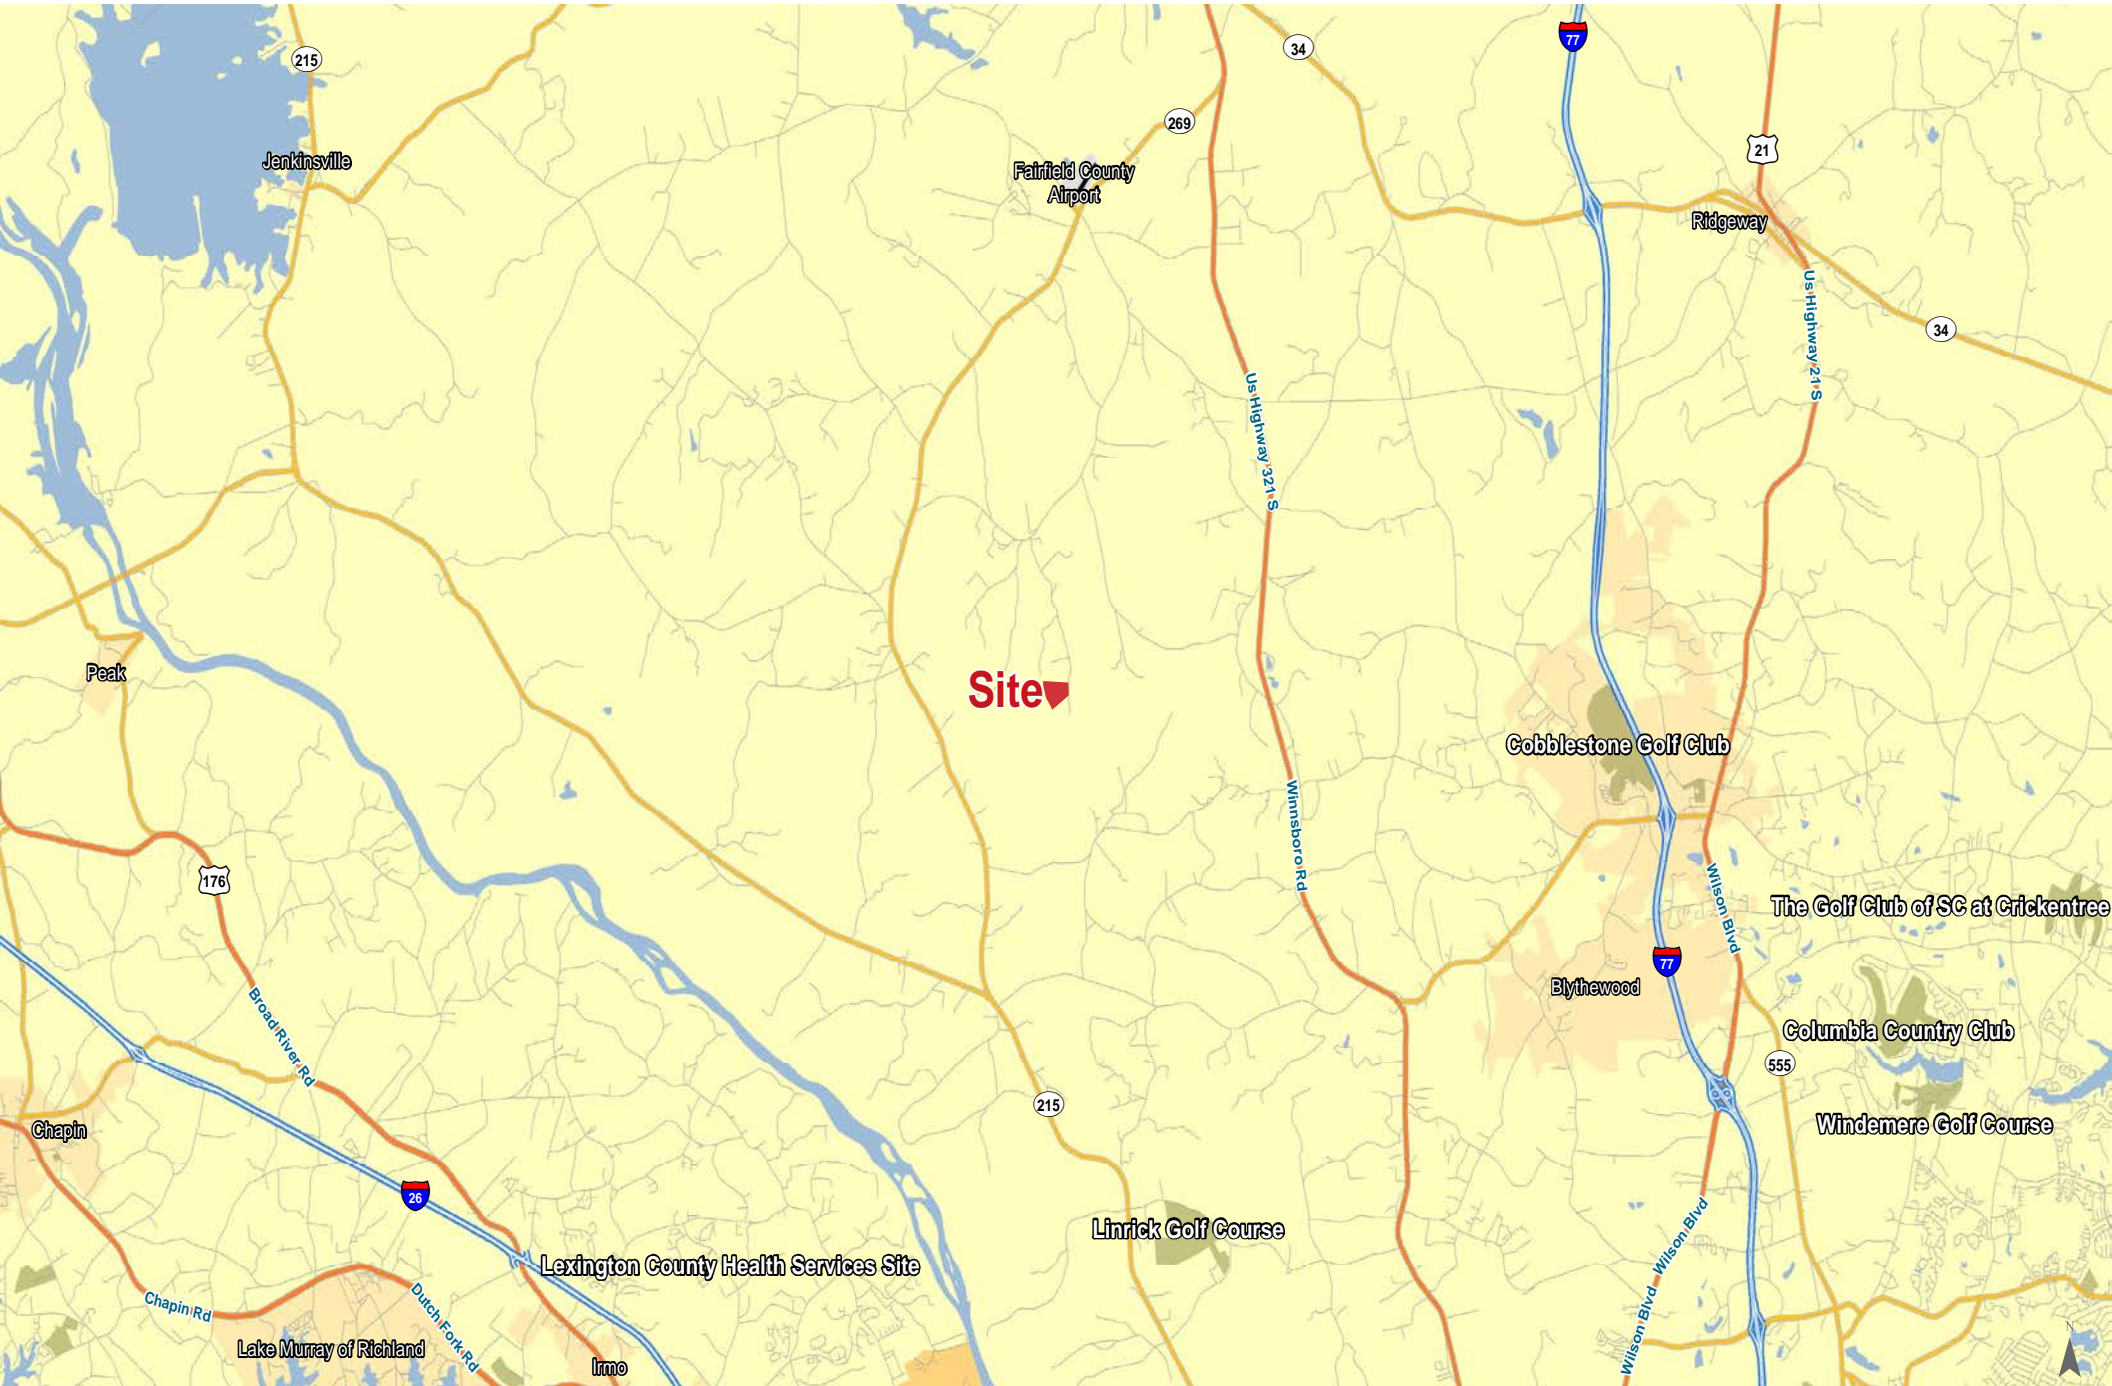 77
34
215
269
21
Jenkinsville
Fairfield County
Airport
Ridgeway
Us Highway 21 S
34
Us Highway 321 S
Peak
Site
Cobblestone Golf Club
Winnsboro Rd
176
Wilson Blvd
The Golf Club of SC at Crickentree
77
Blythewood
Broad River Rd
Columbia Country Club
555
215
Windemere Golf Course
Chapin
26
Linrick Golf Course
Wilson Blvd
Lexington County Health Services Site
Chapin Rd
Dutch Fork Rd
Wilson Blvd
Lake Murray of Richland
Irmo
N